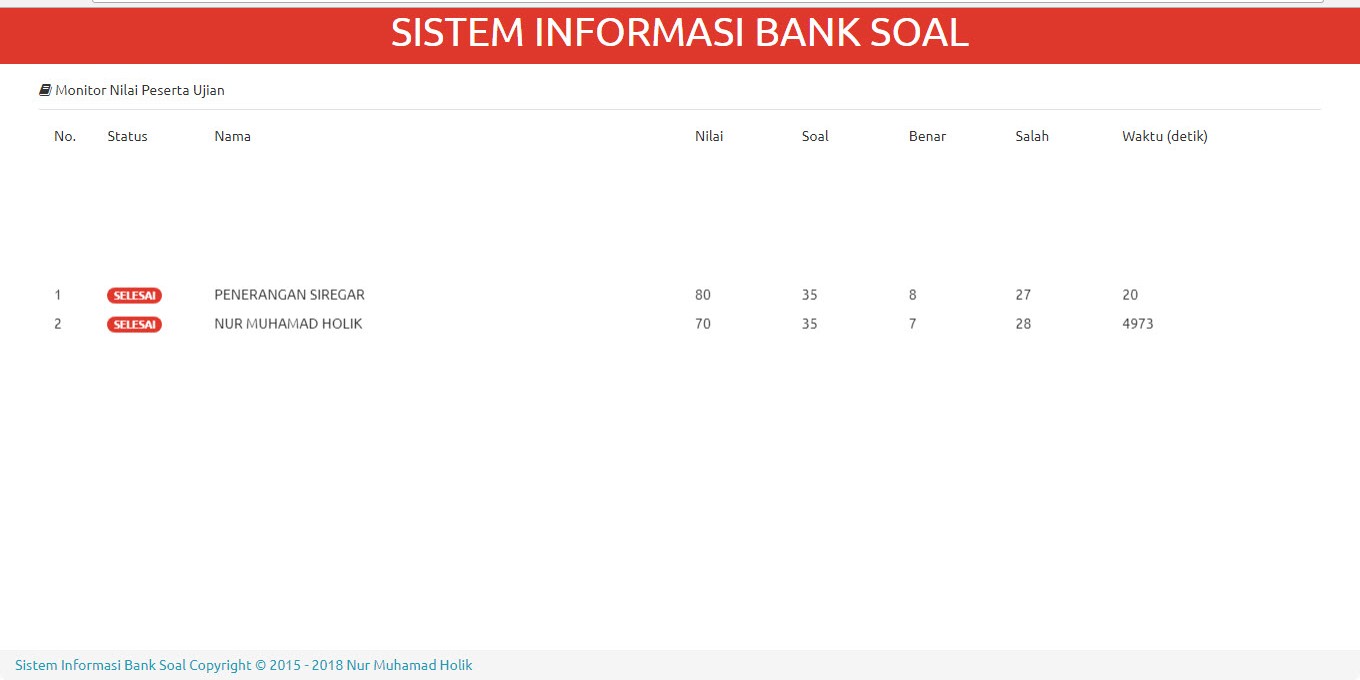 SISTEM INFORMASI BANK SOAL
Monitor Nilai Peserta Ujian
No. Status Nama Nilai Soal Benar Salah Waktu (detik)
1 SELESAI PENERANGAN SIREGAR 80 35 8 27 20
2 SELESAI NUR MUHAMAD HOLIK 70 35 7 28 4973
Sistem Informasi Bank Soal Copyright © 2015 - 2018 Nur Muhamad Holik